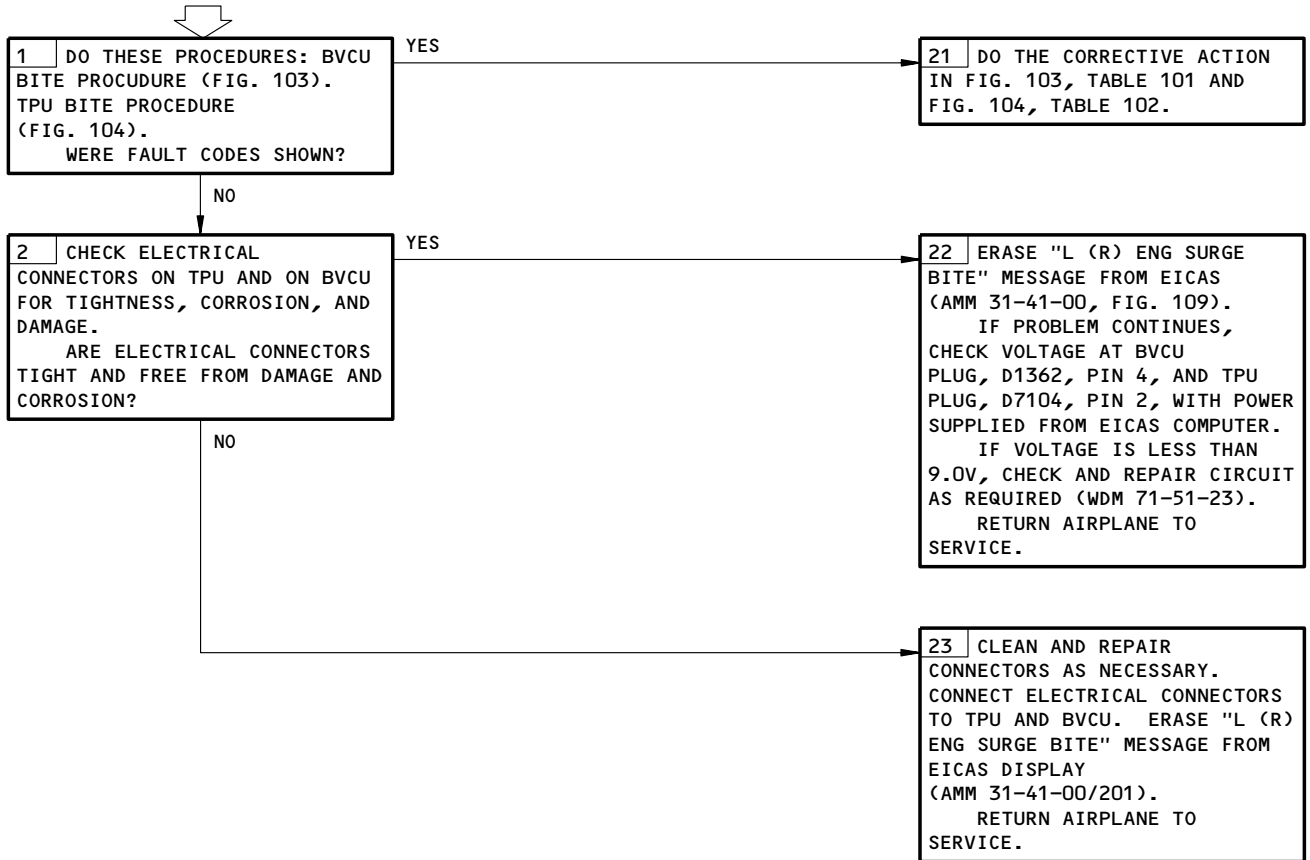 YES
1 DO THESE PROCEDURES: BVCU
BITE PROCUDURE (FIG. 103).
TPU BITE PROCEDURE
(FIG. 104).
WERE FAULT CODES SHOWN?
21 DO THE CORRECTIVE ACTION
IN FIG. 103, TABLE 101 AND
FIG. 104, TABLE 102.
NO
YES
2 CHECK ELECTRICAL
CONNECTORS ON TPU AND ON BVCU
FOR TIGHTNESS, CORROSION, AND
DAMAGE.
ARE ELECTRICAL CONNECTORS
TIGHT AND FREE FROM DAMAGE AND
CORROSION?
22 ERASE "L (R) ENG SURGE
BITE" MESSAGE FROM EICAS
(AMM 31-41-00, FIG. 109).
IF PROBLEM CONTINUES,
CHECK VOLTAGE AT BVCU
PLUG, D1362, PIN 4, AND TPU
PLUG, D7104, PIN 2, WITH POWER
SUPPLIED FROM EICAS COMPUTER.
IF VOLTAGE IS LESS THAN
9.0V, CHECK AND REPAIR CIRCUIT
AS REQUIRED (WDM 71-51-23).
RETURN AIRPLANE TO
SERVICE.
NO
23 CLEAN AND REPAIR
CONNECTORS AS NECESSARY.
CONNECT ELECTRICAL CONNECTORS
TO TPU AND BVCU. ERASE "L (R)
ENG SURGE BITE" MESSAGE FROM
EICAS DISPLAY
(AMM 31-41-00/201).
RETURN AIRPLANE TO
SERVICE.